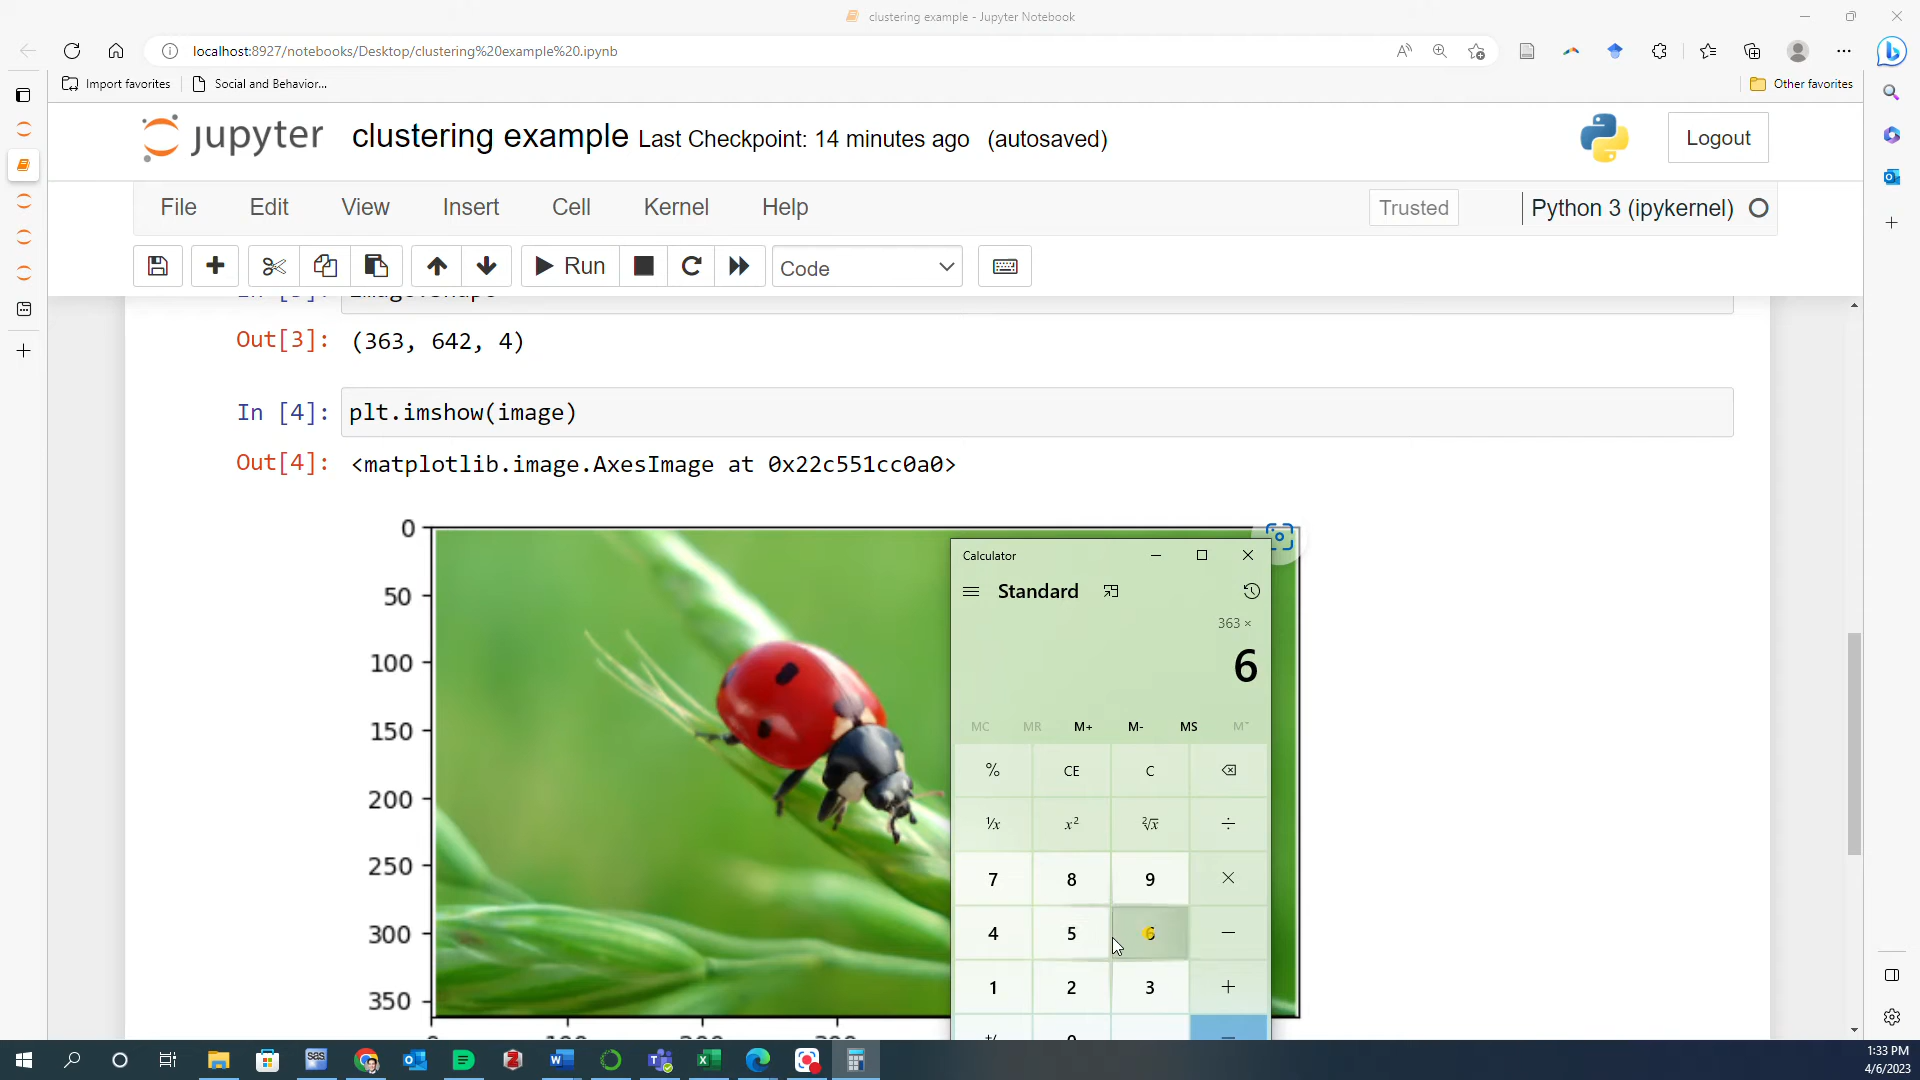 clustering example - Jupyter Notebook
localhost:8927/notebooks/Desktop/clustering%20example%20.ipynb
Import favorites
Social and Behavior...
Other favorites
jupyter clustering example Last Checkpoint: 14 minutes ago (autosaved)
Logout
File Edit View Insert Cell Kernel Help
Trusted
Python 3 (ipykernel)
Run
Code
Out[3]: (363, 642, 4)
In [4]: plt.imshow(image)
Out[4]: <matplotlib.image.AxesImage at 0x22c551cc0a0>
0
50
100
150
200
250
300
350
Calculator
Standard
363 ×
6
MC MR M+ M- MS M˅
% CE C
⅟x x² ²√x ÷
7 8 9 ×
4 5 6 −
1 2 3 +
sas
1:33 PM
4/6/2023